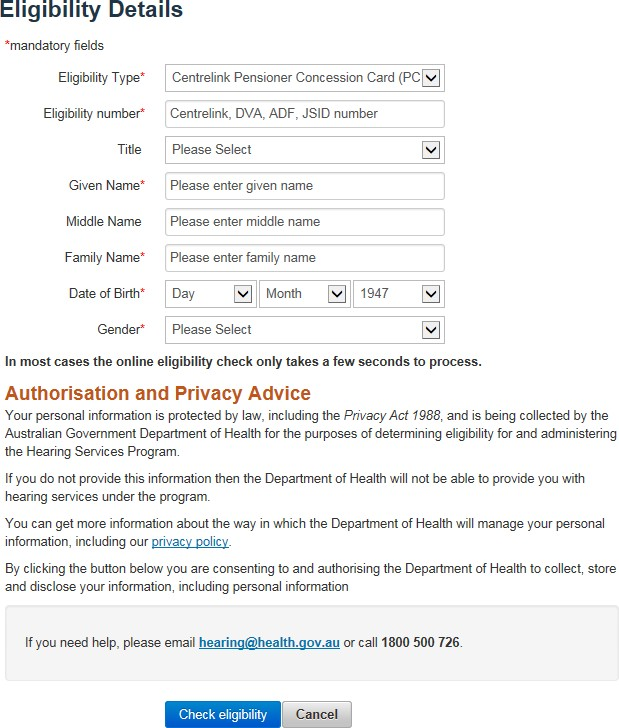 Eligibility Details
*mandatory fields
Eligibility Type* Centrelink Pensioner Concession Card (PC
Eligibility number* Centrelink, DVA, ADF, JSID number
Title Please Select
Given Name* Please enter given name
Middle Name Please enter middle name
Family Name* Please enter family name
Date of Birth* Day Month 1947
Gender* Please Select
In most cases the online eligibility check only takes a few seconds to process.
Authorisation and Privacy Advice
Your personal information is protected by law, including the Privacy Act 1988, and is being collected by the
Australian Government Department of Health for the purposes of determining eligibility for and administering
the Hearing Services Program.
If you do not provide this information then the Department of Health will not be able to provide you with
hearing services under the program.
You can get more information about the way in which the Department of Health will manage your personal
information, including our privacy policy.
By clicking the button below you are consenting to and authorising the Department of Health to collect, store
and disclose your information, including personal information
If you need help, please email hearing@health.gov.au or call 1800 500 726.
Check eligibility Cancel